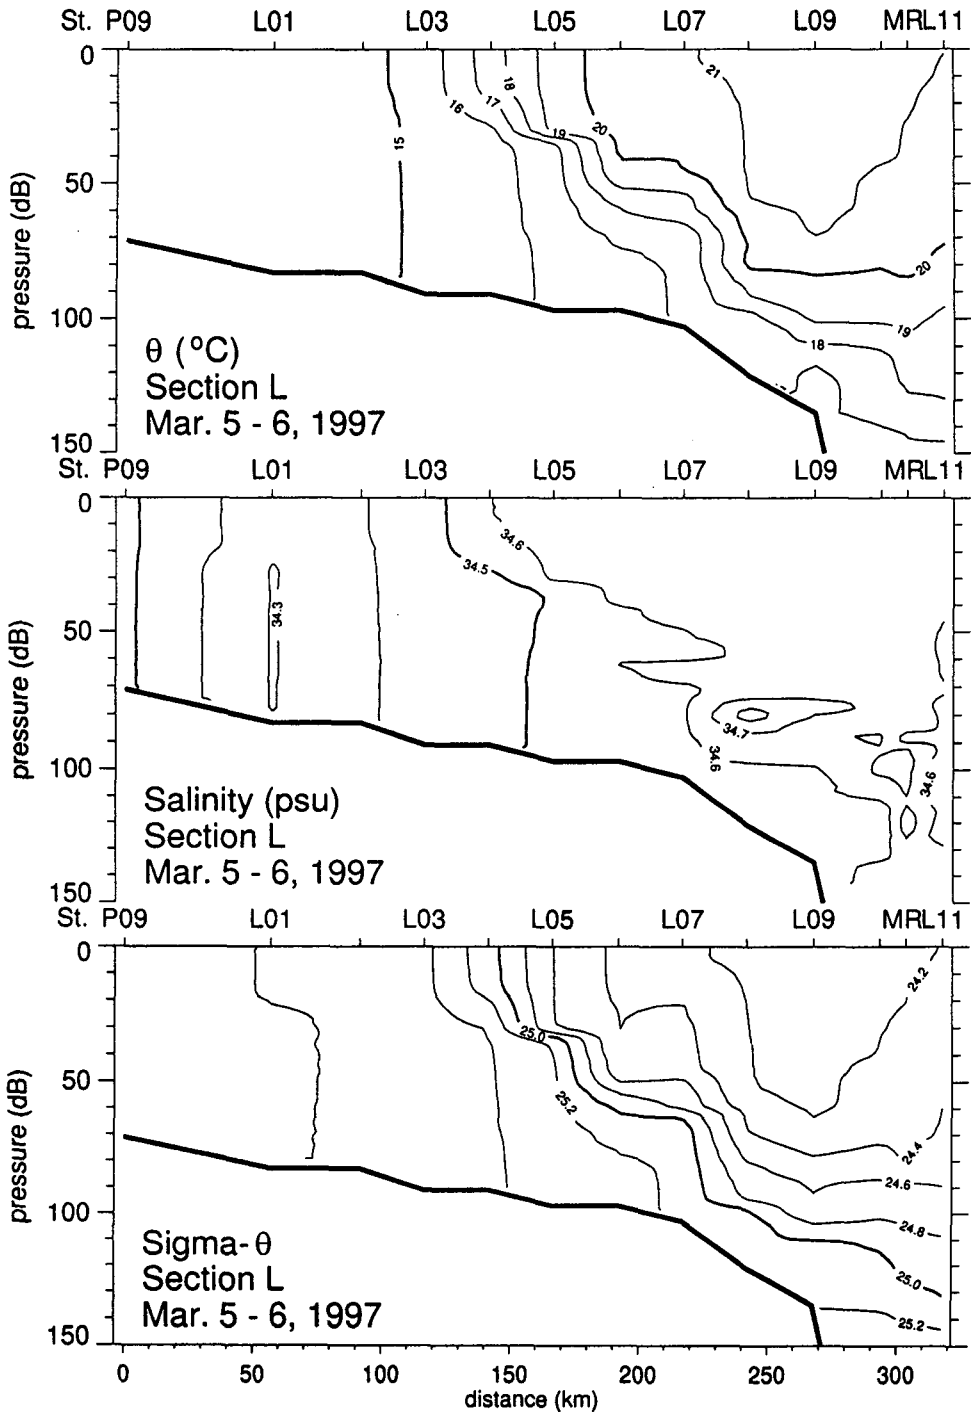 St. P09 L01 L03 L05 L07 L09 MRL11
0
50
100
150
pressure (dB)
15
16
17
18
19
20
21
20
19
18
θ (°C)
Section L
Mar. 5 - 6, 1997
St. P09 L01 L03 L05 L07 L09 MRL11
0
50
100
150
pressure (dB)
34.3
34.5
34.6
34.7
34.6
34.6
Salinity (psu)
Section L
Mar. 5 - 6, 1997
St. P09 L01 L03 L05 L07 L09 MRL11
0
50
100
150
pressure (dB)
25.0
25.2
24.2
24.4
24.6
24.8
25.0
25.2
Sigma-θ
Section L
Mar. 5 - 6, 1997
0 50 100 150 200 250 300
distance (km)